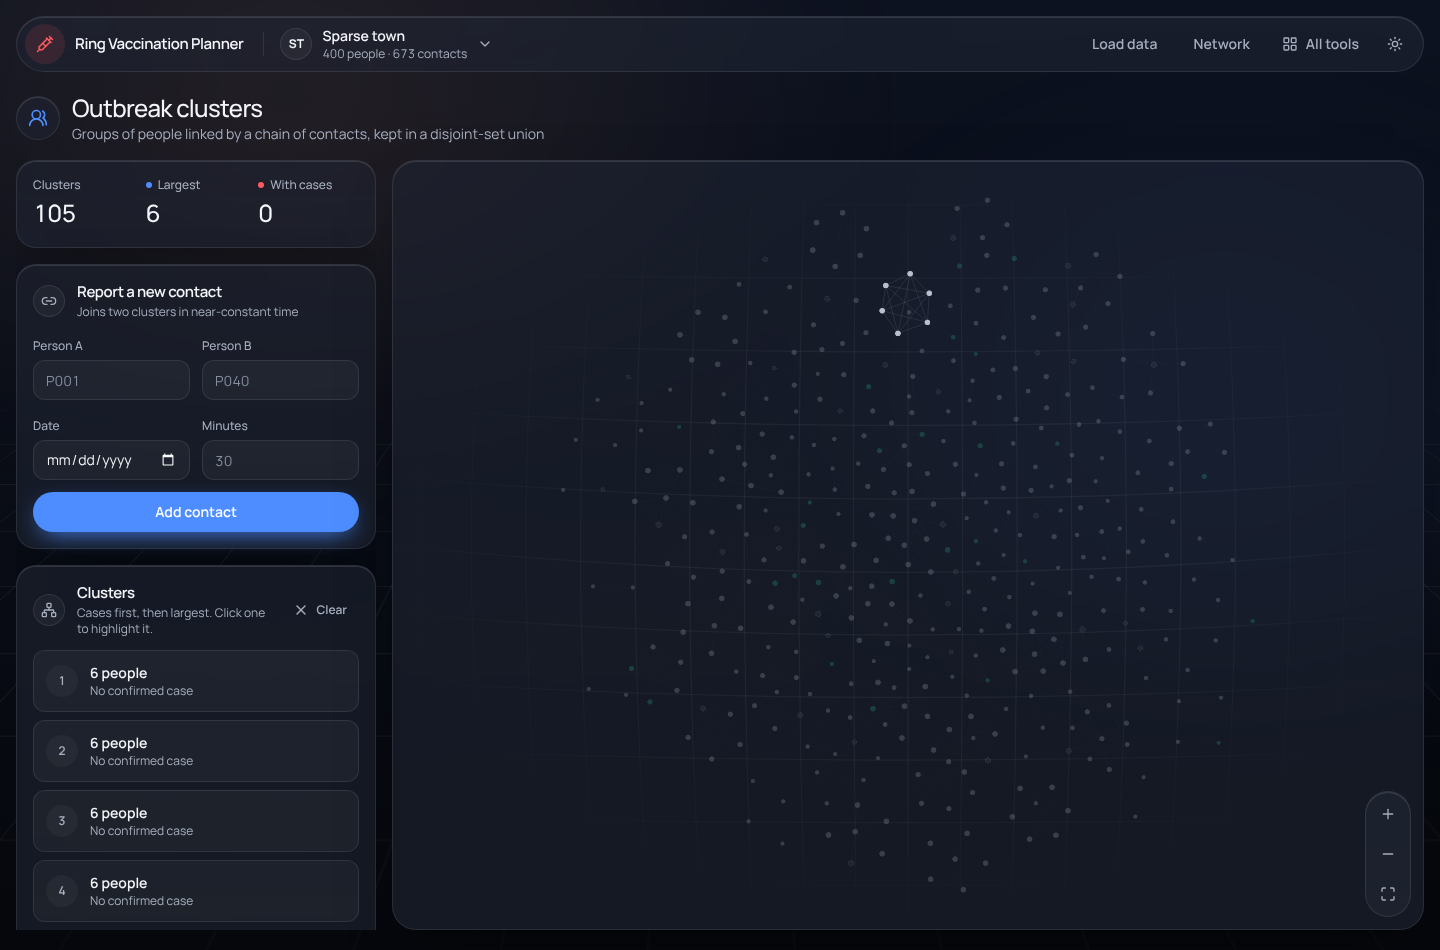 Ring Vaccination Planner
ST
Sparse town
400 people · 673 contacts
Load data
Network
All tools
Outbreak clusters
Groups of people linked by a chain of contacts, kept in a disjoint-set union
Clusters
Largest
With cases
105
6
0
Report a new contact
Joins two clusters in near-constant time
Person A
Person B
P001
P040
Date
Minutes
mm/dd/yyyy
30
Add contact
Clusters
Cases first, then largest. Click one
to highlight it.
Clear
1
6 people
No confirmed case
2
6 people
No confirmed case
3
6 people
No confirmed case
4
6 people
No confirmed case